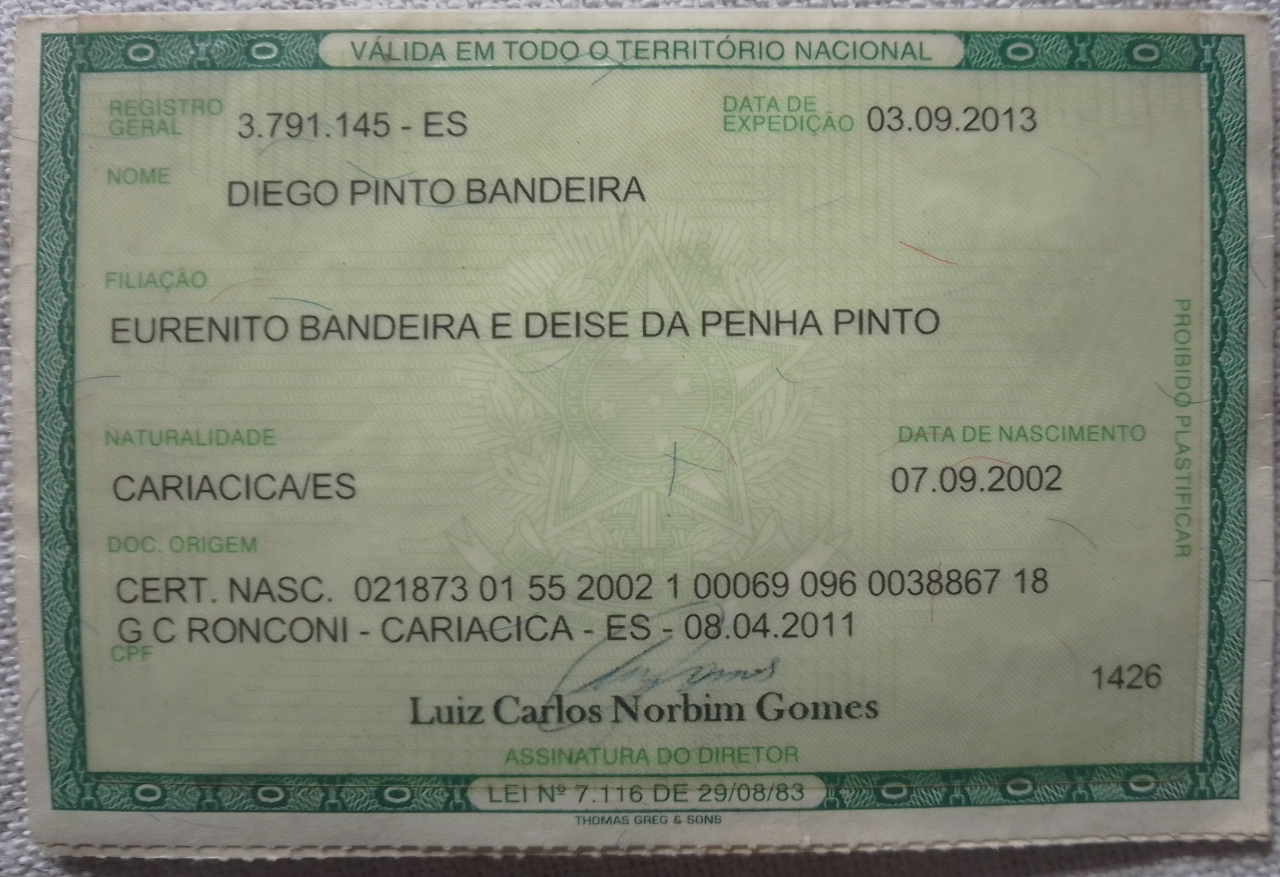 VÁLIDA EM TODO O TERRITÓRIO NACIONAL
REGISTRO GERAL 3.791.145 - ES DATA DE EXPEDIÇÃO 03.09.2013
NOME DIEGO PINTO BANDEIRA
FILIAÇÃO
EURENITO BANDEIRA E DEISE DA PENHA PINTO
NATURALIDADE DATA DE NASCIMENTO
CARIACICA/ES 07.09.2002
DOC. ORIGEM
CERT. NASC. 021873 01 55 2002 1 00069 096 0038867 18
G C RONCONI - CARIACICA - ES - 08.04.2011
CPF
1426
Luiz Carlos Norbim Gomes
ASSINATURA DO DIRETOR
LEI Nº 7.116 DE 29/08/83
THOMAS GREG & SONS
PROIBIDO PLASTIFICAR